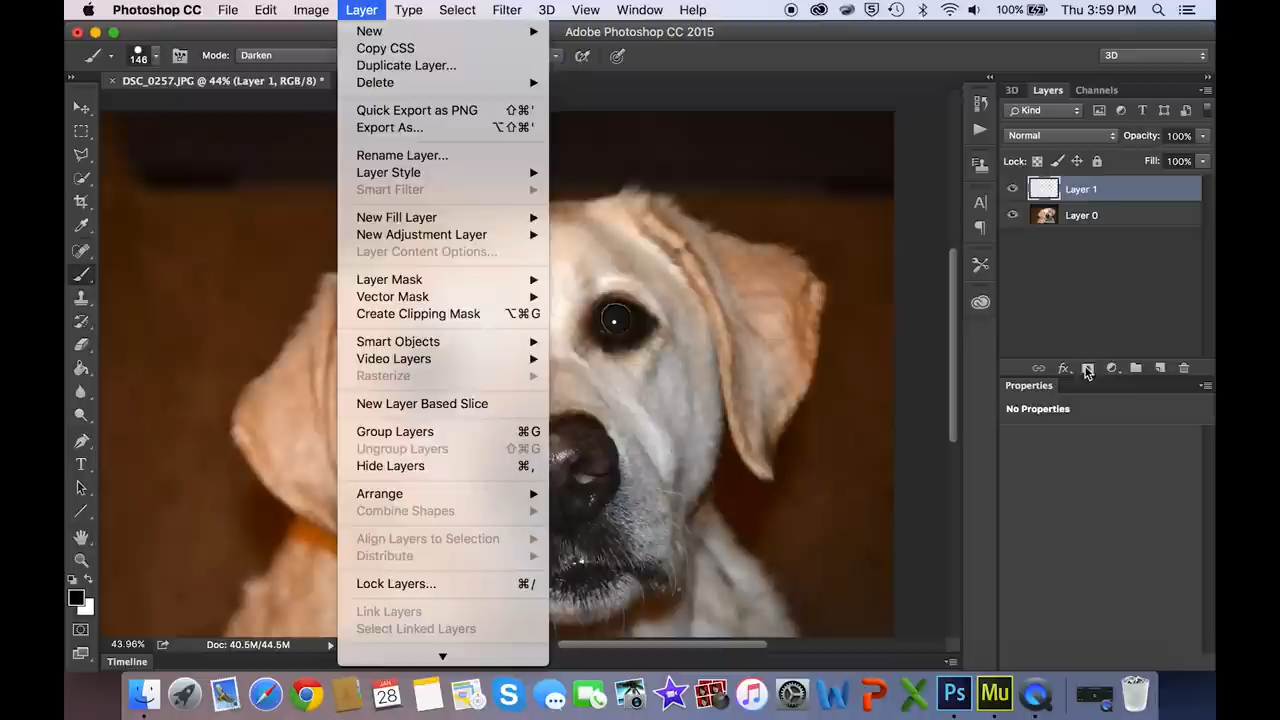 Photoshop CC File Edit Image Layer Type Select Filter 3D View Window Help 100% Thu 3:59 PM
Adobe Photoshop CC 2015
146 Mode: Darken 3D
× DSC_0257.JPG @ 44% (Layer 1, RGB/8) *
New
Copy CSS
Duplicate Layer...
Delete
Quick Export as PNG ⇧⌘'
Export As... ⌥⇧⌘'
Rename Layer...
Layer Style
Smart Filter
New Fill Layer
New Adjustment Layer
Layer Content Options...
Layer Mask
Vector Mask
Create Clipping Mask ⌥⌘G
Smart Objects
Video Layers
Rasterize
New Layer Based Slice
Group Layers ⌘G
Ungroup Layers ⇧⌘G
Hide Layers ⌘,
Arrange
Combine Shapes
Align Layers to Selection
Distribute
Lock Layers... ⌘/
Link Layers
Select Linked Layers
3D Layers Channels
Kind
Normal Opacity: 100%
Lock: Fill: 100%
Layer 1
Layer 0
fx
Properties
No Properties
43.96% Doc: 40.5M/44.5M
Timeline
JAN
28
Ps Mu